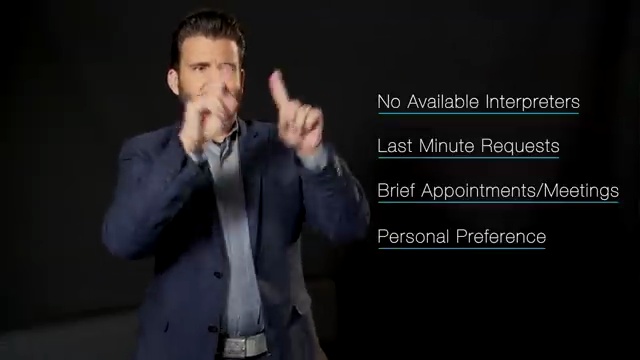 No Available Interpreters
Last Minute Requests
Brief Appointments/Meetings
Personal Preference